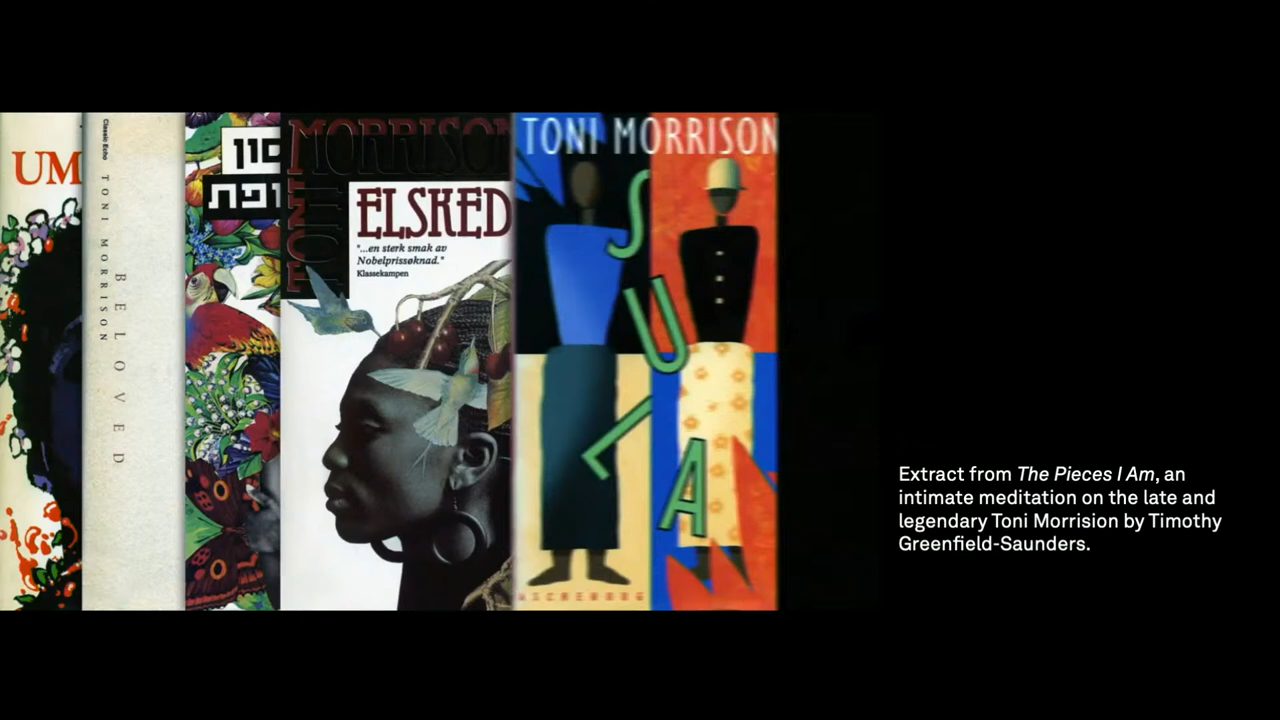 UM
Classic Echo
TONI MORRISON
BELOVED
סון
ופת
TONI MORRISON
ELSKED
"...en sterk smak av
Nobelprissøknad."
Klassekampen
TONI MORRISON
SULA
ASCHEHOUG
Extract from The Pieces I Am, an
intimate meditation on the late and
legendary Toni Morrision by Timothy
Greenfield-Saunders.